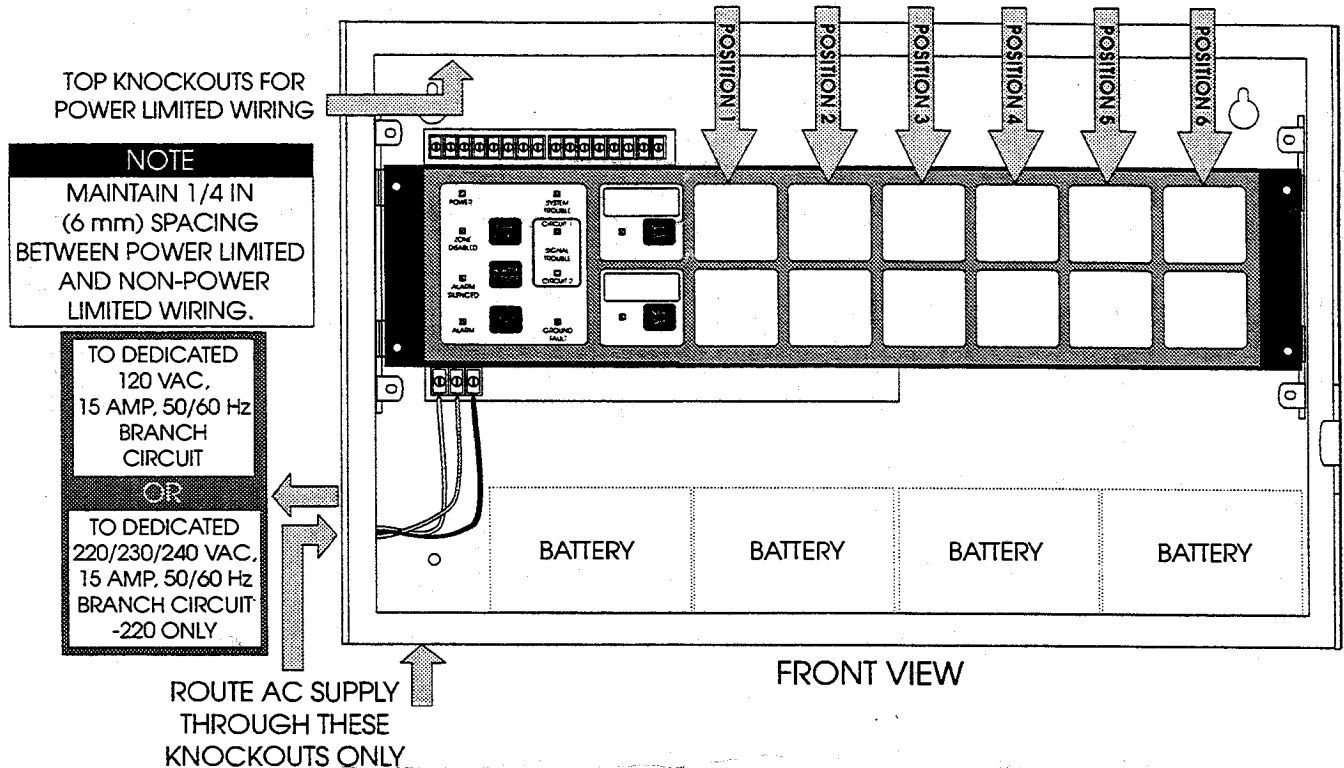 POSITION 1
POSITION 2
POSITION 3
POSITION 4
POSITION 5
POSITION 6
TOP KNOCKOUTS FOR
POWER LIMITED WIRING
NOTE
MAINTAIN 1/4 IN
(6 mm) SPACING
BETWEEN POWER LIMITED
AND NON-POWER
LIMITED WIRING.
POWER
SYSTEM
TROUBLE
CIRCUIT 1
ZONE
DISABLED
SIGNAL
TROUBLE
CIRCUIT 2
ALARM
SILENCED
ALARM
GROUND
FAULT
TO DEDICATED
120 VAC,
15 AMP, 50/60 Hz
BRANCH
CIRCUIT
OR
TO DEDICATED
220/230/240 VAC,
15 AMP, 50/60 Hz
BRANCH CIRCUIT
-220 ONLY
BATTERY
BATTERY
BATTERY
BATTERY
FRONT VIEW
ROUTE AC SUPPLY
THROUGH THESE
KNOCKOUTS ONLY